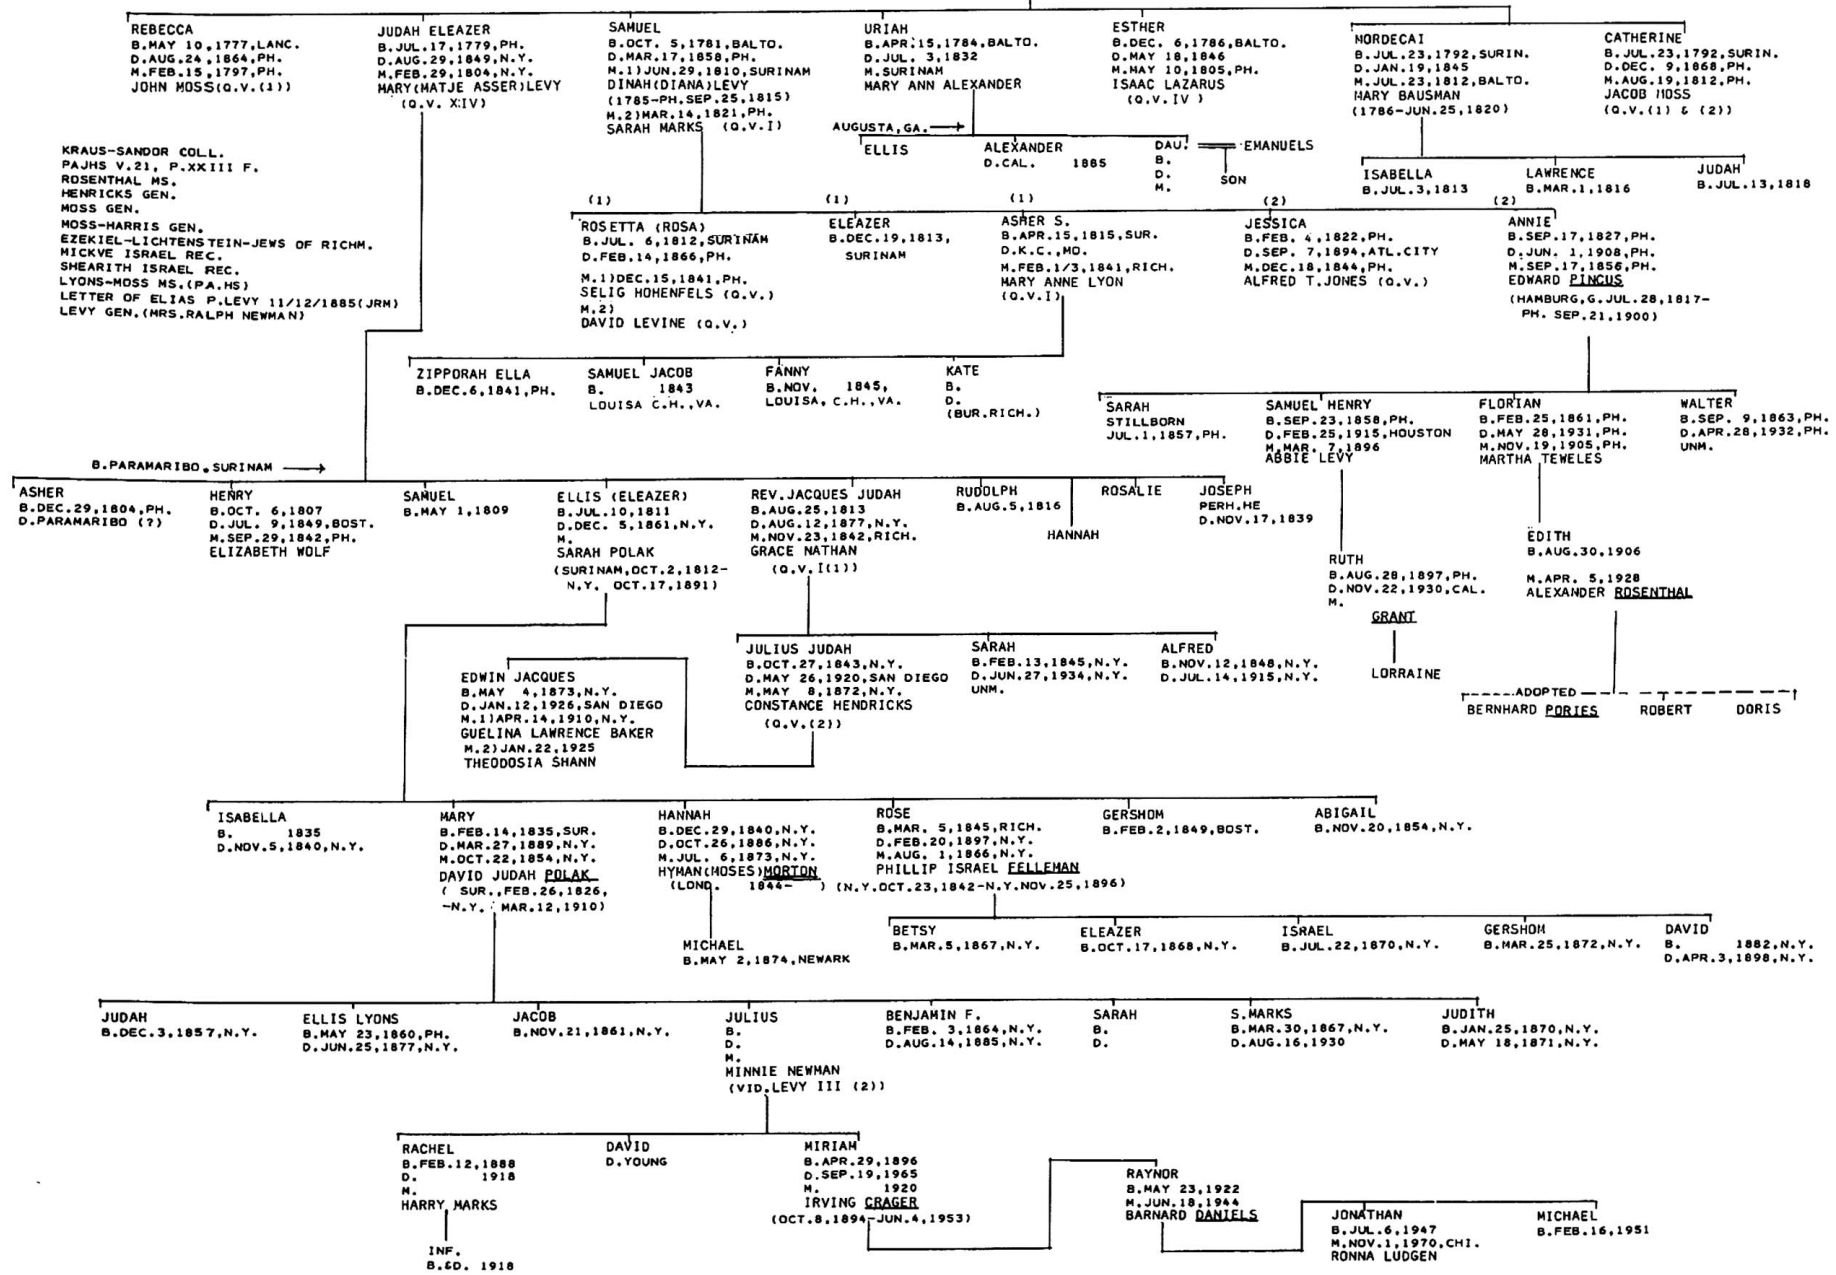 REBECCA
B.MAY 10,1777,LANC.
D.AUG.24 ,1864,PH.
M.FEB.15,1797,PH.
JOHN MOSS(Q.V.(1))
JUDAH ELEAZER
B.JUL.17,1779,PH.
D.AUG.29,1849,N.Y.
M.FEB.29,1804,N.Y.
MARY(MATJE ASSER)LEVY
(Q.V. XIV)
SAMUEL
B.OCT. 5,1781,BALTO.
D.MAR.17,1858,PH.
M.1)JUN.29,1810,SURINAM
DINAH(DIANA)LEVY
(1785-PH.SEP.25,1815)
M.2)MAR.14,1821,PH.
SARAH MARKS (Q.V.I)
URIAH
B.APR.15,1784,BALTO.
D.JUL. 3,1832
M.SURINAM
MARY ANN ALEXANDER
ESTHER
B.DEC. 6,1786,BALTO.
D.MAY 18,1846
M.MAY 10,1805,PH.
ISAAC LAZARUS
(Q.V.IV )
MORDECAI
B.JUL.23,1792,SURIN.
D.JAN.19,1845
M.JUL.23,1812,BALTO.
MARY BAUSMAN
(1786-JUN.25,1820)
CATHERINE
B.JUL.23,1792,SURIN.
D.DEC. 9,1868,PH.
M.AUG.19,1812,PH.
JACOB MOSS
(Q.V.(1) & (2))
AUGUSTA,GA.
ELLIS
ALEXANDER
D.CAL. 1885
DAU.
B.
D.
M.
EMANUELS
SON
ISABELLA
B.JUL.3,1813
LAWRENCE
B.MAR.1,1816
JUDAH
B.JUL.13,1818
KRAUS-SANDOR COLL.
PAJHS V.21, P.XXIII F.
ROSENTHAL MS.
HENRICKS GEN.
MOSS GEN.
MOSS-HARRIS GEN.
EZEKIEL-LICHTENSTEIN-JEWS OF RICHM.
MICKVE ISRAEL REC.
SHEARITH ISRAEL REC.
LYONS-MOSS MS.(PA.HS)
LETTER OF ELIAS P.LEVY 11/12/1885(JRM)
LEVY GEN.(MRS.RALPH NEWMAN)
(1)
ROSETTA (ROSA)
B.JUL. 6,1812,SURINAM
D.FEB.14,1866,PH.
M.1)DEC.15,1841,PH.
SELIG HOHENFELS (Q.V.)
M.2)
DAVID LEVINE (Q.V.)
(1)
ELEAZER
B.DEC.19,1813,
SURINAM
(1)
ASHER S.
B.APR.15,1815,SUR.
D.K.C.,MO.
M.FEB.1/3,1841,RICH.
MARY ANNE LYON
(Q.V.I)
(2)
JESSICA
B.FEB. 4,1822,PH.
D.SEP. 7,1894,ATL.CITY
M.DEC.18,1844,PH.
ALFRED T.JONES (Q.V.)
(2)
ANNIE
B.SEP.17,1827,PH.
D.JUN. 1,1908,PH.
M.SEP.17,1856,PH.
EDWARD PINCUS
(HAMBURG,G.JUL.28,1817-
PH. SEP.21,1900)
ZIPPORAH ELLA
B.DEC.6,1841,PH.
SAMUEL JACOB
B. 1843
LOUISA C.H.,VA.
FANNY
B.NOV. 1845,
LOUISA, C.H.,VA.
KATE
B.
D.
(BUR.RICH.)
SARAH
STILLBORN
JUL.1,1857,PH.
SAMUEL HENRY
B.SEP.23,1858,PH.
D.FEB.25,1915,HOUSTON
M.MAR. 7,1896
ABBIE LEVY
FLORIAN
B.FEB.25,1861,PH.
D.MAY 28,1931,PH.
M.NOV.19,1905,PH.
MARTHA TEWELES
WALTER
B.SEP. 9,1863,PH.
D.APR.28,1932,PH.
UNM.
B.PARAMARIBO,SURINAM
ASHER
B.DEC.29,1804,PH.
D.PARAMARIBO (?)
HENRY
B.OCT. 6,1807
D.JUL. 9,1849,BOST.
M.SEP.29,1842,PH.
ELIZABETH WOLF
SAMUEL
B.MAY 1,1809
ELLIS (ELEAZER)
B.JUL.10,1811
D.DEC. 5,1861,N.Y.
M.
SARAH POLAK
(SURINAM,OCT.2,1812-
N.Y. OCT.17,1891)
REV.JACQUES JUDAH
B.AUG.25,1813
D.AUG.12,1877,N.Y.
M.NOV.23,1842,RICH.
GRACE NATHAN
(Q.V.I(1))
RUDOLPH
B.AUG.5,1816
HANNAH
ROSALIE
JOSEPH
PERH.HE
D.NOV.17,1839
RUTH
B.AUG.28,1897,PH.
D.NOV.22,1930,CAL.
M.
GRANT
LORRAINE
EDITH
B.AUG.30,1906
M.APR. 5,1928
ALEXANDER ROSENTHAL
ADOPTED
BERNHARD PORIES
ROBERT
DORIS
JULIUS JUDAH
B.OCT.27,1843,N.Y.
D.MAY 26,1920,SAN DIEGO
M.MAY 8,1872,N.Y.
CONSTANCE HENDRICKS
(Q.V.(2))
SARAH
B.FEB.13,1845,N.Y.
D.JUN.27,1934,N.Y.
UNM.
ALFRED
B.NOV.12,1848,N.Y.
D.JUL.14,1915,N.Y.
EDWIN JACQUES
B.MAY 4,1873,N.Y.
D.JAN.12,1926,SAN DIEGO
M.1)APR.14,1910,N.Y.
GUELINA LAWRENCE BAKER
M.2)JAN.22,1925
THEODOSIA SHANN
ISABELLA
B. 1835
D.NOV.5,1840,N.Y.
MARY
B.FEB.14,1835,SUR.
D.MAR.27,1889,N.Y.
M.OCT.22,1854,N.Y.
DAVID JUDAH POLAK
( SUR.,FEB.26,1826,
-N.Y. MAR.12,1910)
HANNAH
B.DEC.29,1840,N.Y.
D.OCT.26,1886,N.Y.
M.JUL. 6,1873,N.Y.
HYMAN(MOSES)MORTON
(LOND. 1844- )
ROSE
B.MAR. 5,1845,RICH.
D.FEB.20,1897,N.Y.
M.AUG. 1,1866,N.Y.
PHILLIP ISRAEL FELLEMAN
(N.Y.OCT.23,1842-N.Y.NOV.25,1896)
GERSHOM
B.FEB.2,1849,BOST.
ABIGAIL
B.NOV.20,1854,N.Y.
MICHAEL
B.MAY 2,1874,NEWARK
BETSY
B.MAR.5,1867,N.Y.
ELEAZER
B.OCT.17,1868,N.Y.
ISRAEL
B.JUL.22,1870,N.Y.
GERSHOM
B.MAR.25,1872,N.Y.
DAVID
B. 1882,N.Y.
D.APR.3,1898,N.Y.
JUDAH
B.DEC.3,1857,N.Y.
ELLIS LYONS
B.MAY 23,1860,PH.
D.JUN.25,1877,N.Y.
JACOB
B.NOV.21,1861,N.Y.
JULIUS
B.
D.
M.
MINNIE NEWMAN
(VID.LEVY III (2))
BENJAMIN F.
B.FEB. 3,1864,N.Y.
D.AUG.14,1885,N.Y.
SARAH
B.
D.
S.MARKS
B.MAR.30,1867,N.Y.
D.AUG.16,1930
JUDITH
B.JAN.25,1870,N.Y.
D.MAY 18,1871,N.Y.
RACHEL
B.FEB.12,1888
D. 1918
M.
HARRY MARKS
INF.
B.&D. 1918
DAVID
D.YOUNG
MIRIAM
B.APR.29,1896
D.SEP.19,1965
M. 1920
IRVING CRAGER
(OCT.8,1894-JUN.4,1953)
RAYNOR
B.MAY 23,1922
M.JUN.18,1944
BARNARD DANIELS
JONATHAN
B.JUL.6,1947
M.NOV.1,1970,CHI.
RONNA LUDGEN
MICHAEL
B.FEB.16,1951